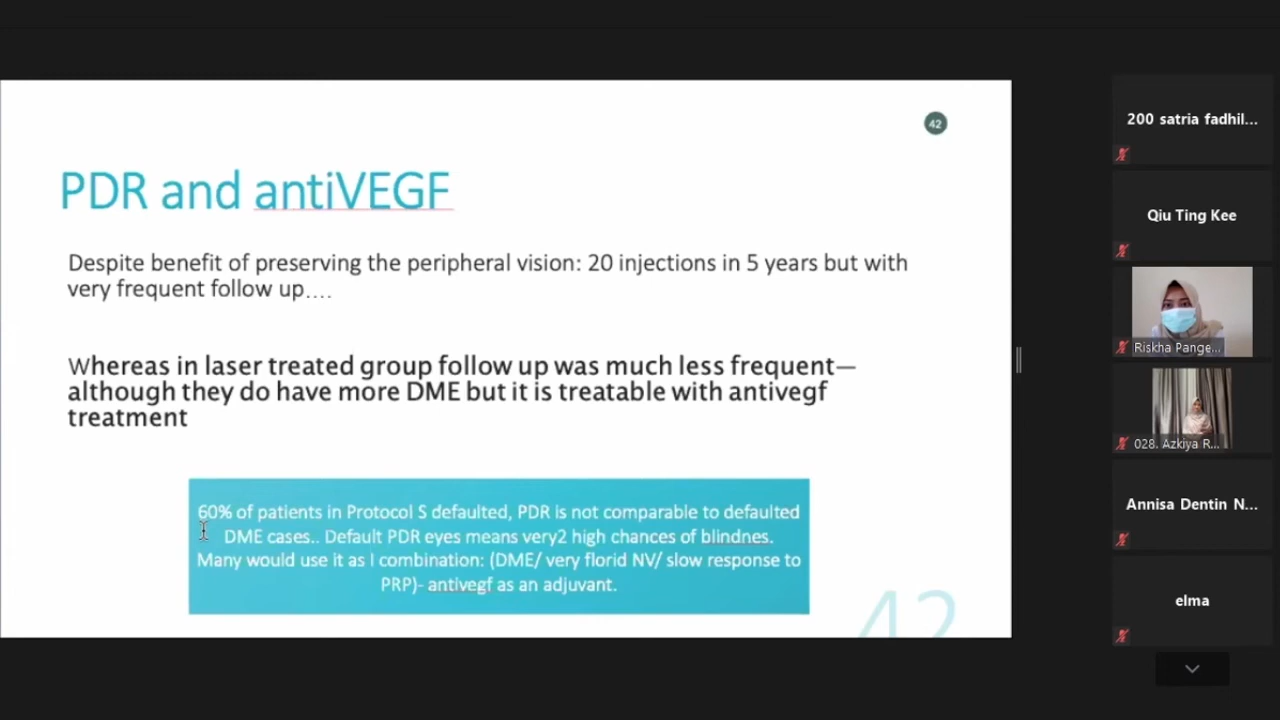 42
PDR and antiVEGF
Despite benefit of preserving the peripheral vision: 20 injections in 5 years but with
very frequent follow up....
Whereas in laser treated group follow up was much less frequent—
although they do have more DME but it is treatable with antivegf
treatment
60% of patients in Protocol S defaulted, PDR is not comparable to defaulted
DME cases.. Default PDR eyes means very2 high chances of blindnes.
Many would use it as I combination: (DME/ very florid NV/ slow response to
PRP)- antivegf as an adjuvant.
42
200 satria fadhil...
Qiu Ting Kee
Riskha Pange...
028. Azkiya R...
Annisa Dentin N...
elma